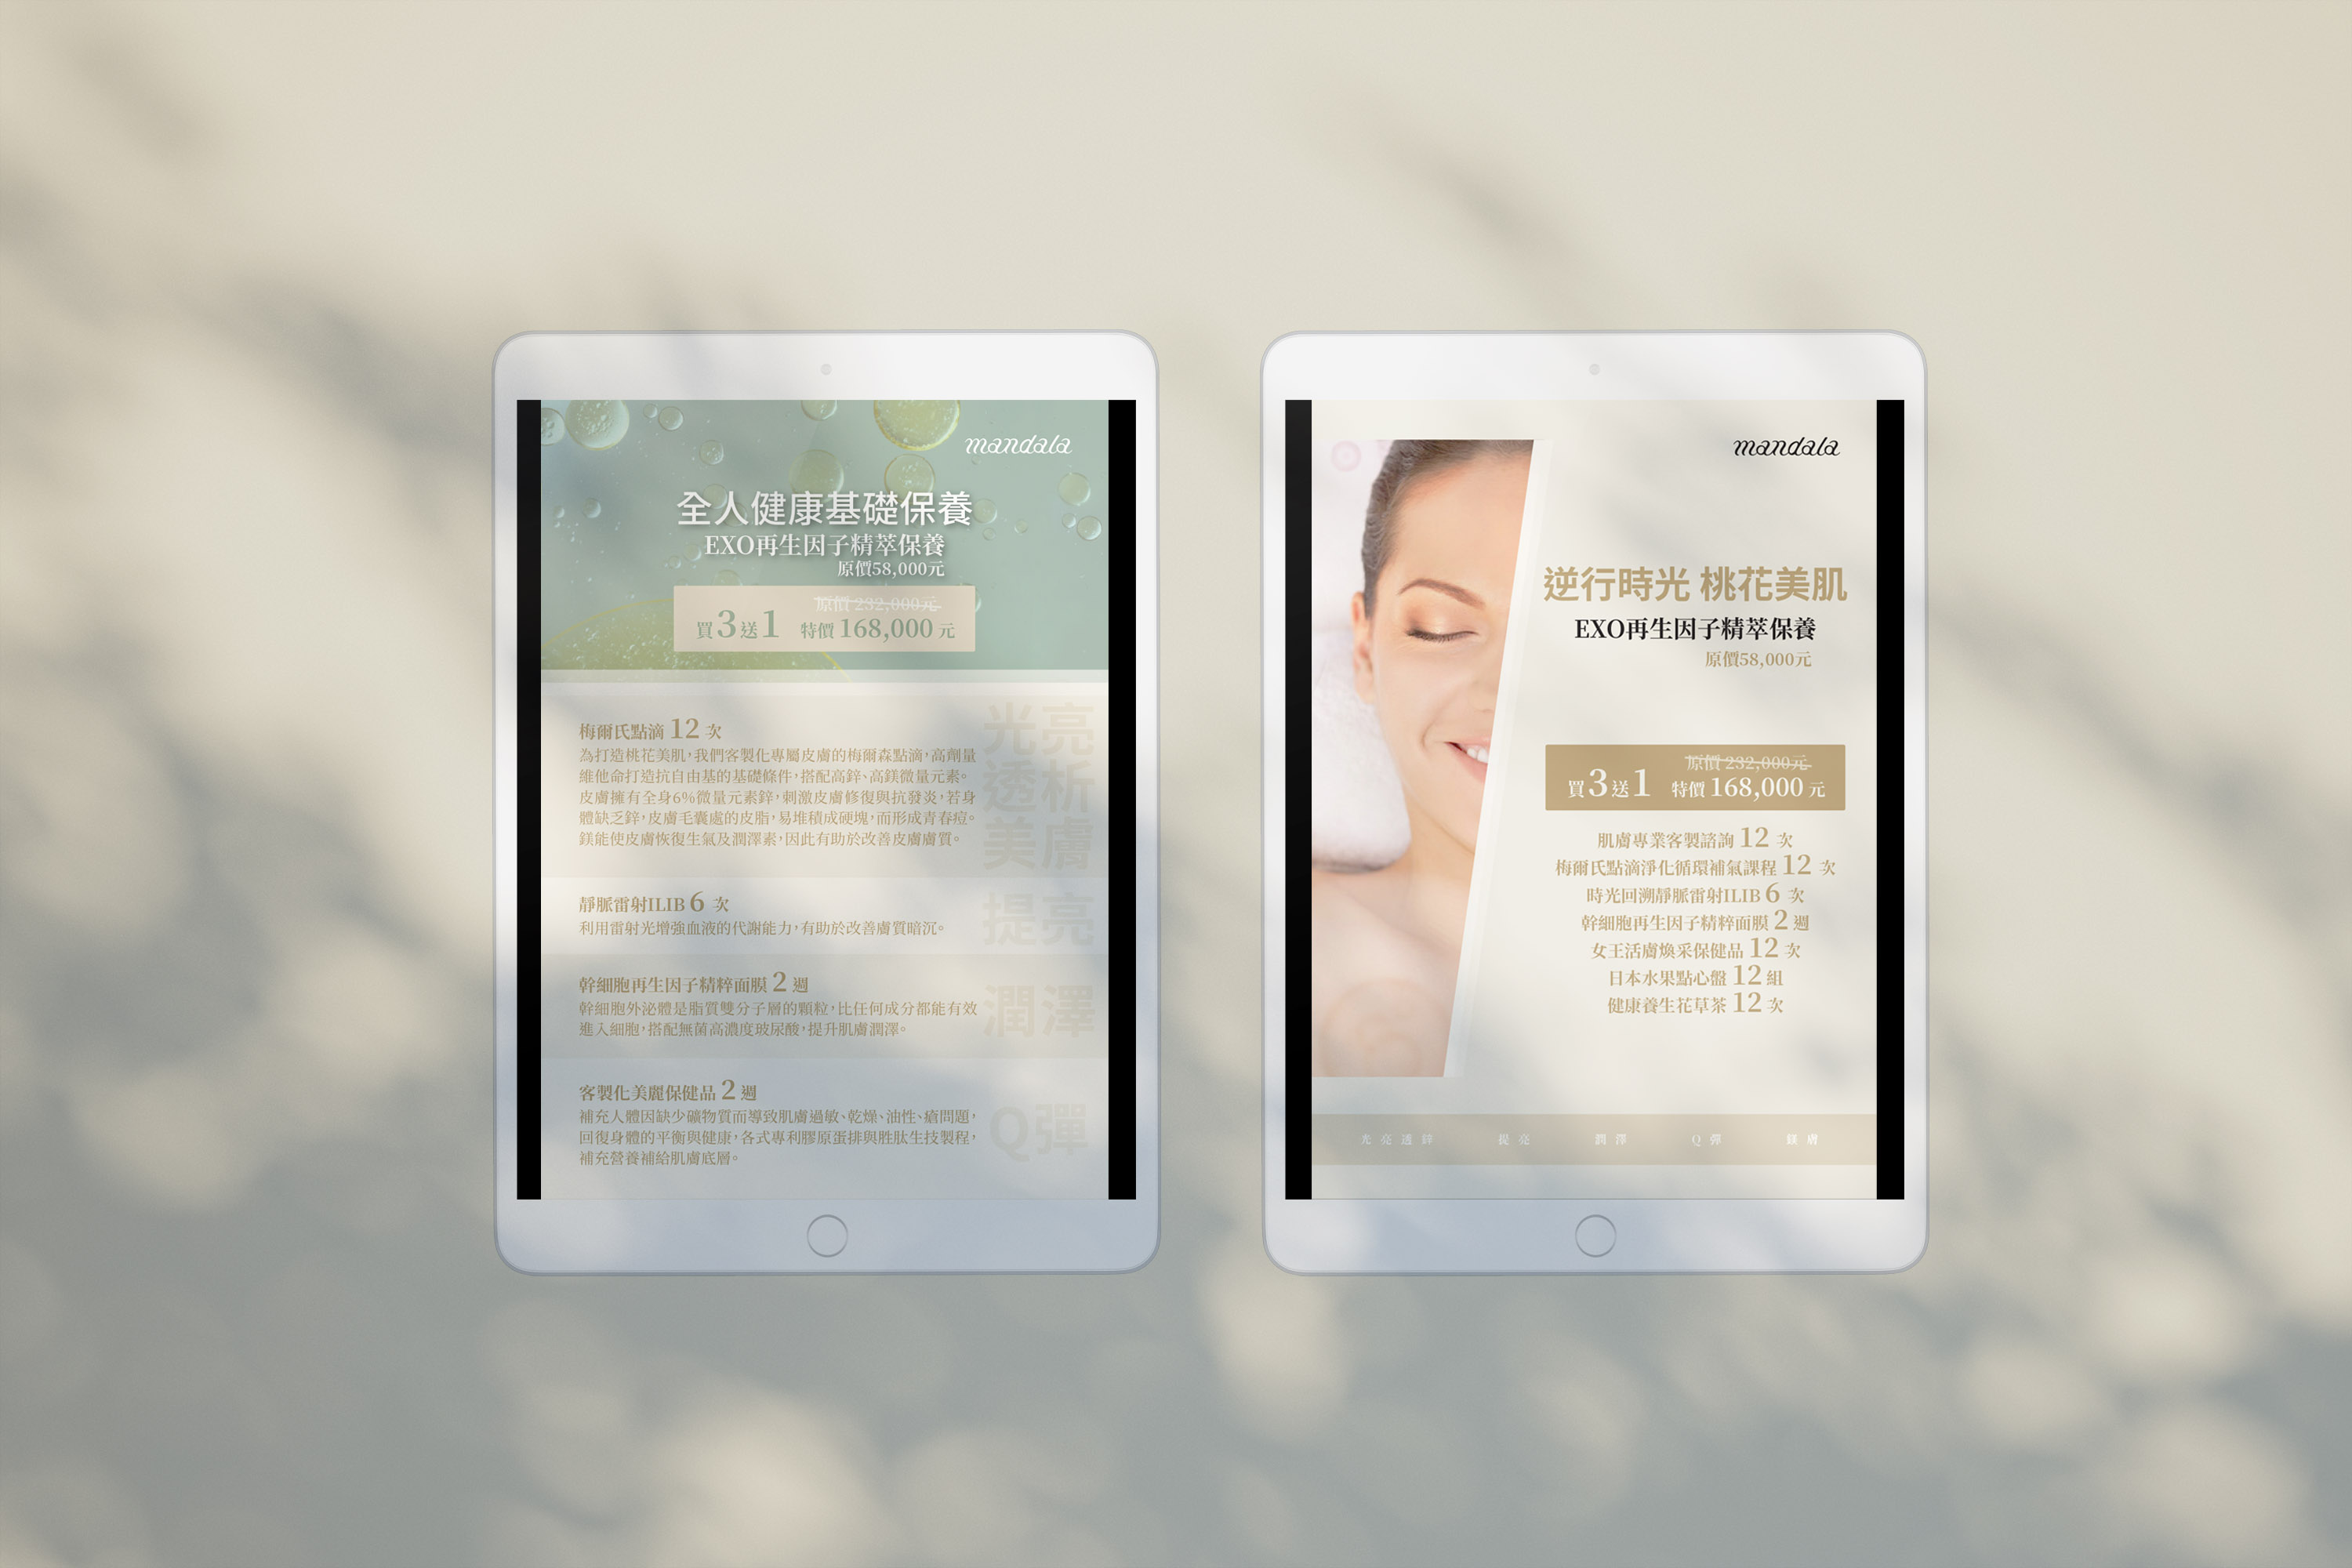 mandala
全人健康基礎保養
EXO再生因子精萃保養
原價58,000元
原價 232,000元
買3送1 特價 168,000 元
梅爾氏點滴 12 次
為打造桃花美肌，我們客製化專屬皮膚的梅爾森點滴，高劑量
維他命打造抗自由基的基礎條件，搭配高鋅、高鎂微量元素。
皮膚擁有全身6%微量元素鋅，刺激皮膚修復與抗發炎，若身
體缺乏鋅，皮膚毛囊處的皮脂，易堆積成硬塊，而形成青春痘。
鎂能使皮膚恢復生氣及潤澤素，因此有助於改善皮膚膚質。
光亮
透析
美膚
靜脈雷射ILIB 6 次
利用雷射光增強血液的代謝能力，有助於改善膚質暗沉。
提亮
幹細胞再生因子精粹面膜 2 週
幹細胞外泌體是脂質雙分子層的顆粒，比任何成分都能有效
進入細胞，搭配無菌高濃度玻尿酸，提升肌膚潤澤。
潤澤
客製化美麗保健品 2 週
補充人體因缺少礦物質而導致肌膚過敏、乾燥、油性、瘡問題，
回復身體的平衡與健康，各式專利膠原蛋排與胜肽生技製程，
補充營養補給肌膚底層。
Q彈
mandala
逆行時光 桃花美肌
EXO再生因子精萃保養
原價58,000元
原價 232,000元
買3送1 特價 168,000 元
肌膚專業客製諮詢 12 次
梅爾氏點滴淨化循環補氣課程 12 次
時光回溯靜脈雷射ILIB 6 次
幹細胞再生因子精粹面膜 2 週
女王活膚煥采保健品 12 次
日本水果點心盤 12 組
健康養生花草茶 12 次
光亮透鋅 提亮 潤澤 Q彈 鎂膚